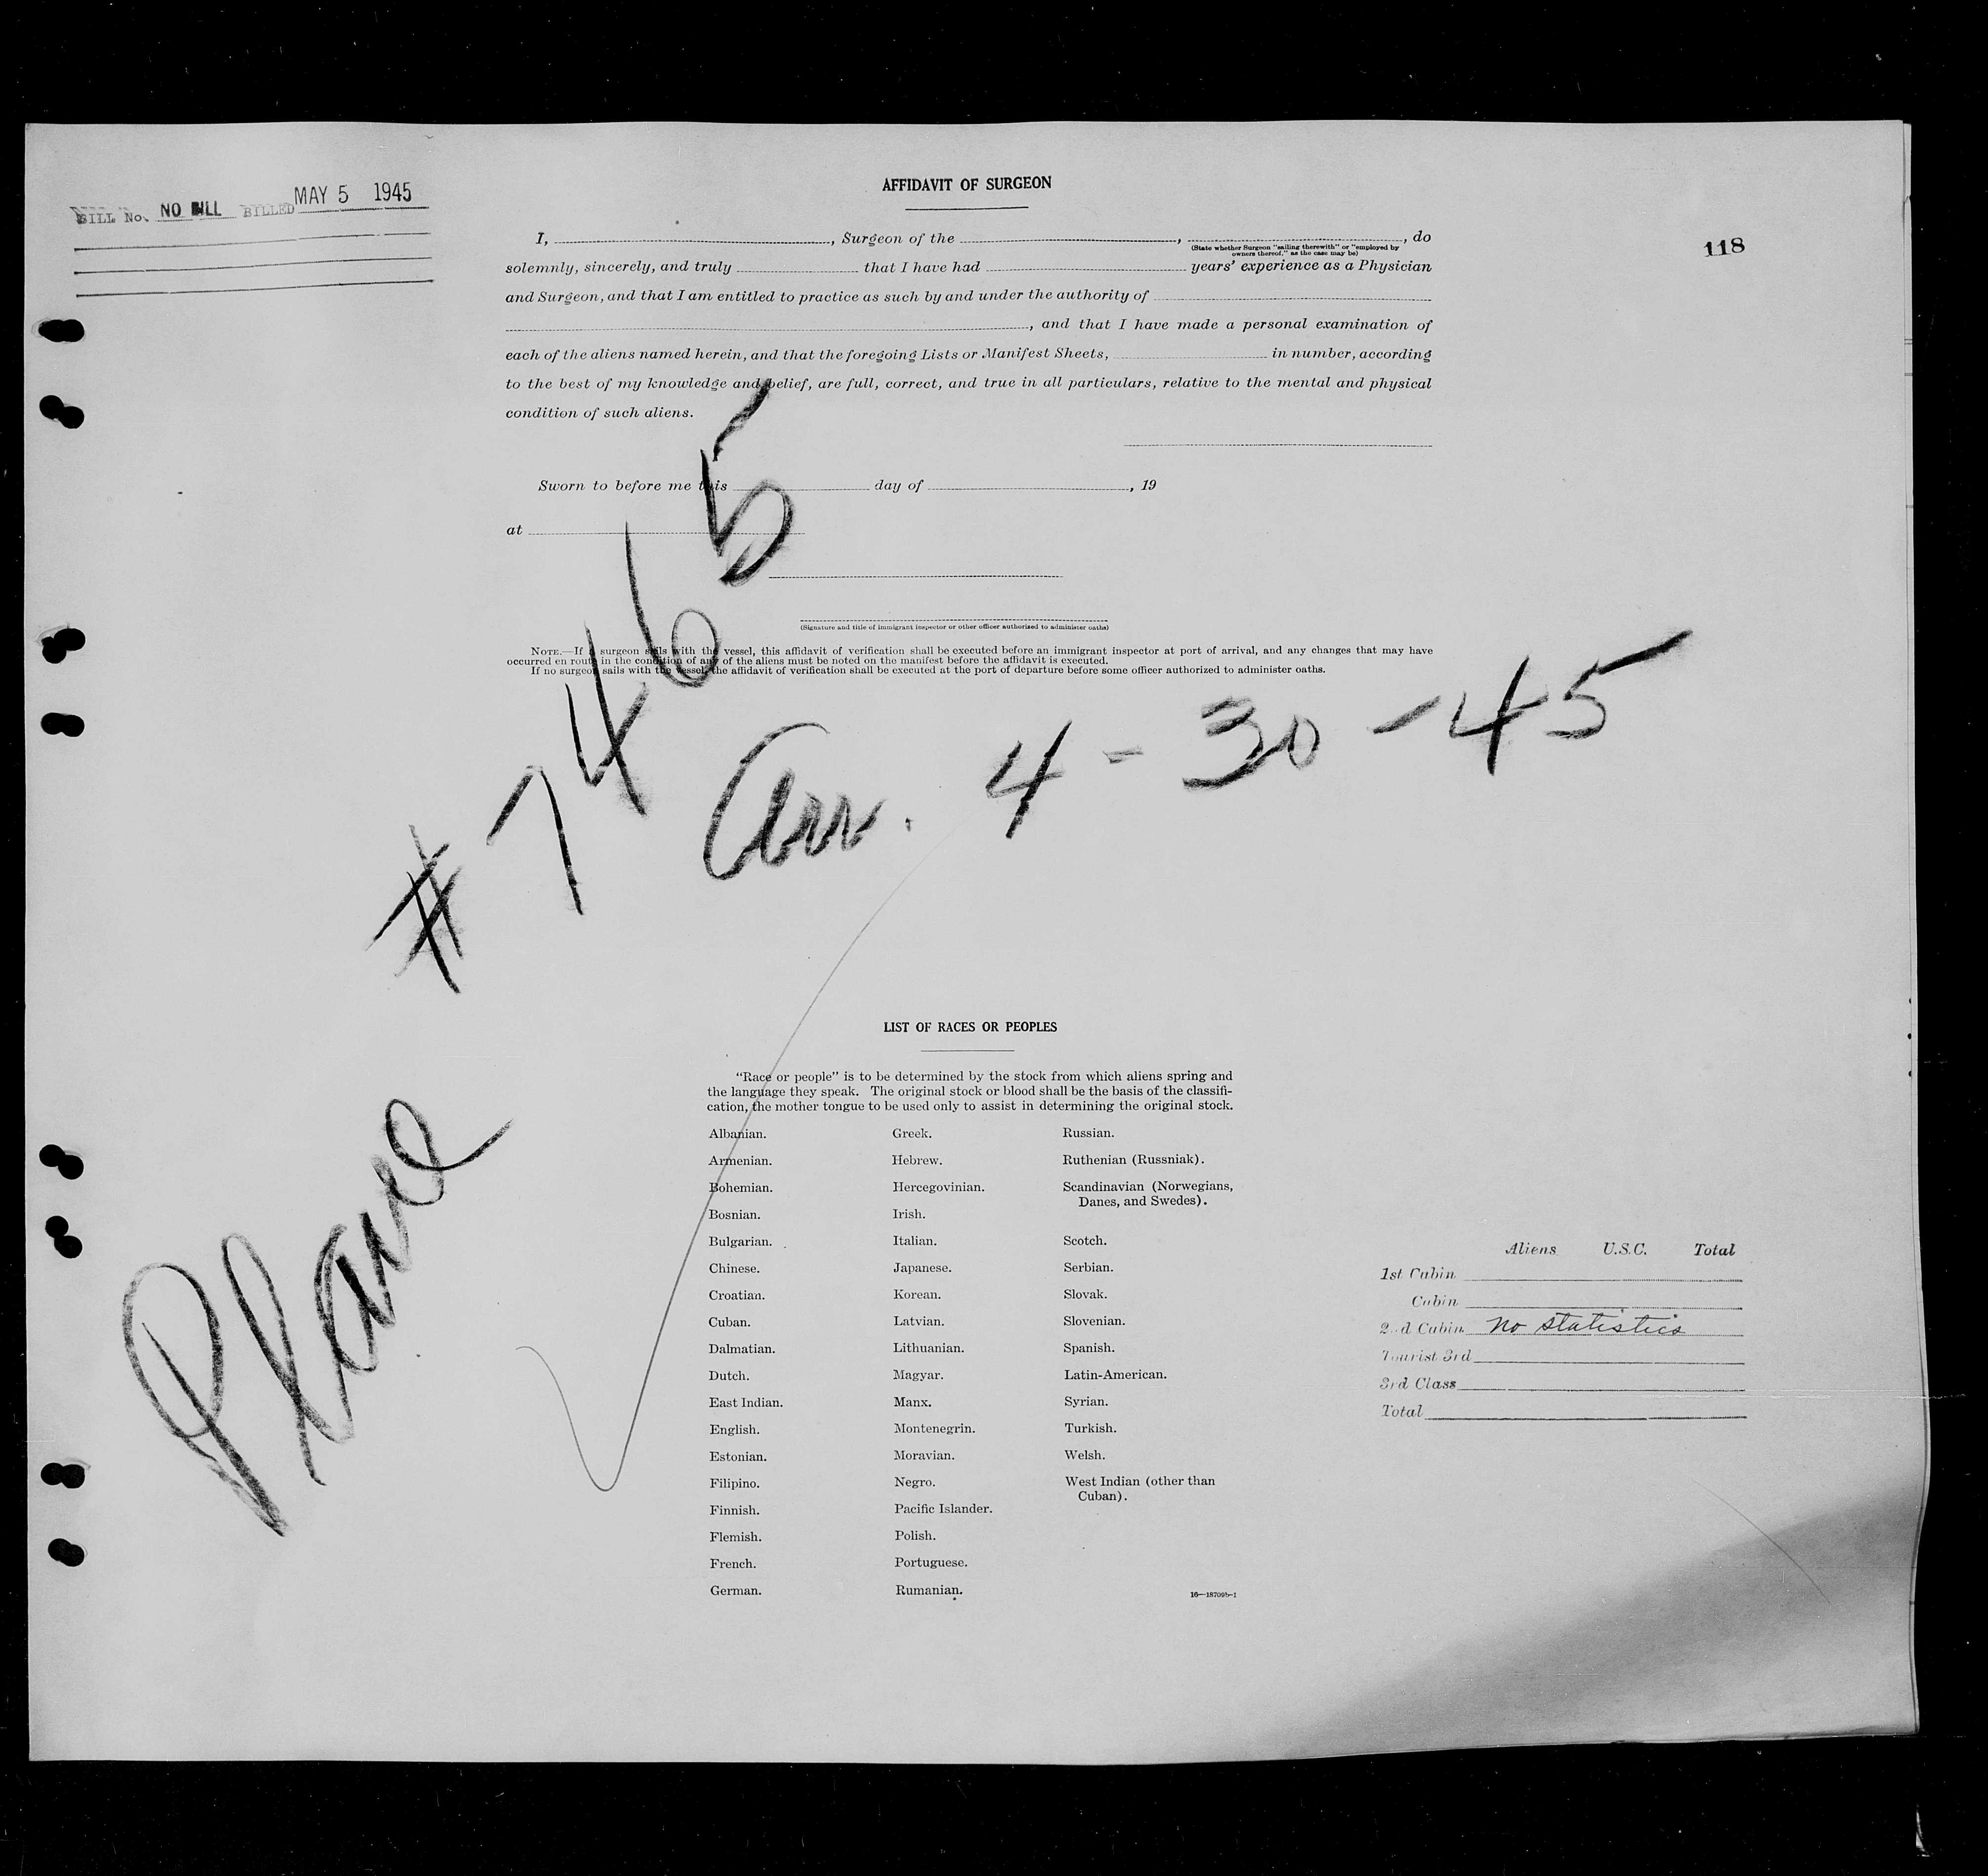 BILL No. NO BILL BILLED MAY 5 1945
118
AFFIDAVIT OF SURGEON
I, , Surgeon of the , , do
(State whether Surgeon "sailing therewith" or "employed by
owners thereof," as the case may be)
solemnly, sincerely, and truly that I have had years' experience as a Physician
and Surgeon, and that I am entitled to practice as such by and under the authority of
, and that I have made a personal examination of
each of the aliens named herein, and that the foregoing Lists or Manifest Sheets, in number, according
to the best of my knowledge and belief, are full, correct, and true in all particulars, relative to the mental and physical
condition of such aliens.
Sworn to before me this day of , 19
at
(Signature and title of immigrant inspector or other officer authorized to administer oaths)
NOTE.—If a surgeon sails with the vessel, this affidavit of verification shall be executed before an immigrant inspector at port of arrival, and any changes that may have
occurred en route in the condition of any of the aliens must be noted on the manifest before the affidavit is executed.
If no surgeon sails with the vessel, the affidavit of verification shall be executed at the port of departure before some officer authorized to administer oaths.
Plane # 7465
Arr. 4-30-45
LIST OF RACES OR PEOPLES
"Race or people" is to be determined by the stock from which aliens spring and
the language they speak. The original stock or blood shall be the basis of the classifi-
cation, the mother tongue to be used only to assist in determining the original stock.
Albanian.
Armenian.
Bohemian.
Bosnian.
Bulgarian.
Chinese.
Croatian.
Cuban.
Dalmatian.
Dutch.
East Indian.
English.
Estonian.
Filipino.
Finnish.
Flemish.
French.
German.
Greek.
Hebrew.
Hercegovinian.
Irish.
Italian.
Japanese.
Korean.
Latvian.
Lithuanian.
Magyar.
Manx.
Montenegrin.
Moravian.
Negro.
Pacific Islander.
Polish.
Portuguese.
Rumanian.
Russian.
Ruthenian (Russniak).
Scandinavian (Norwegians,
Danes, and Swedes).
Scotch.
Serbian.
Slovak.
Slovenian.
Spanish.
Latin-American.
Syrian.
Turkish.
Welsh.
West Indian (other than
Cuban).
16—18709b-1
Aliens U.S.C. Total
1st Cabin
Cabin
2nd Cabin No statistics
Tourist 3rd
3rd Class
Total